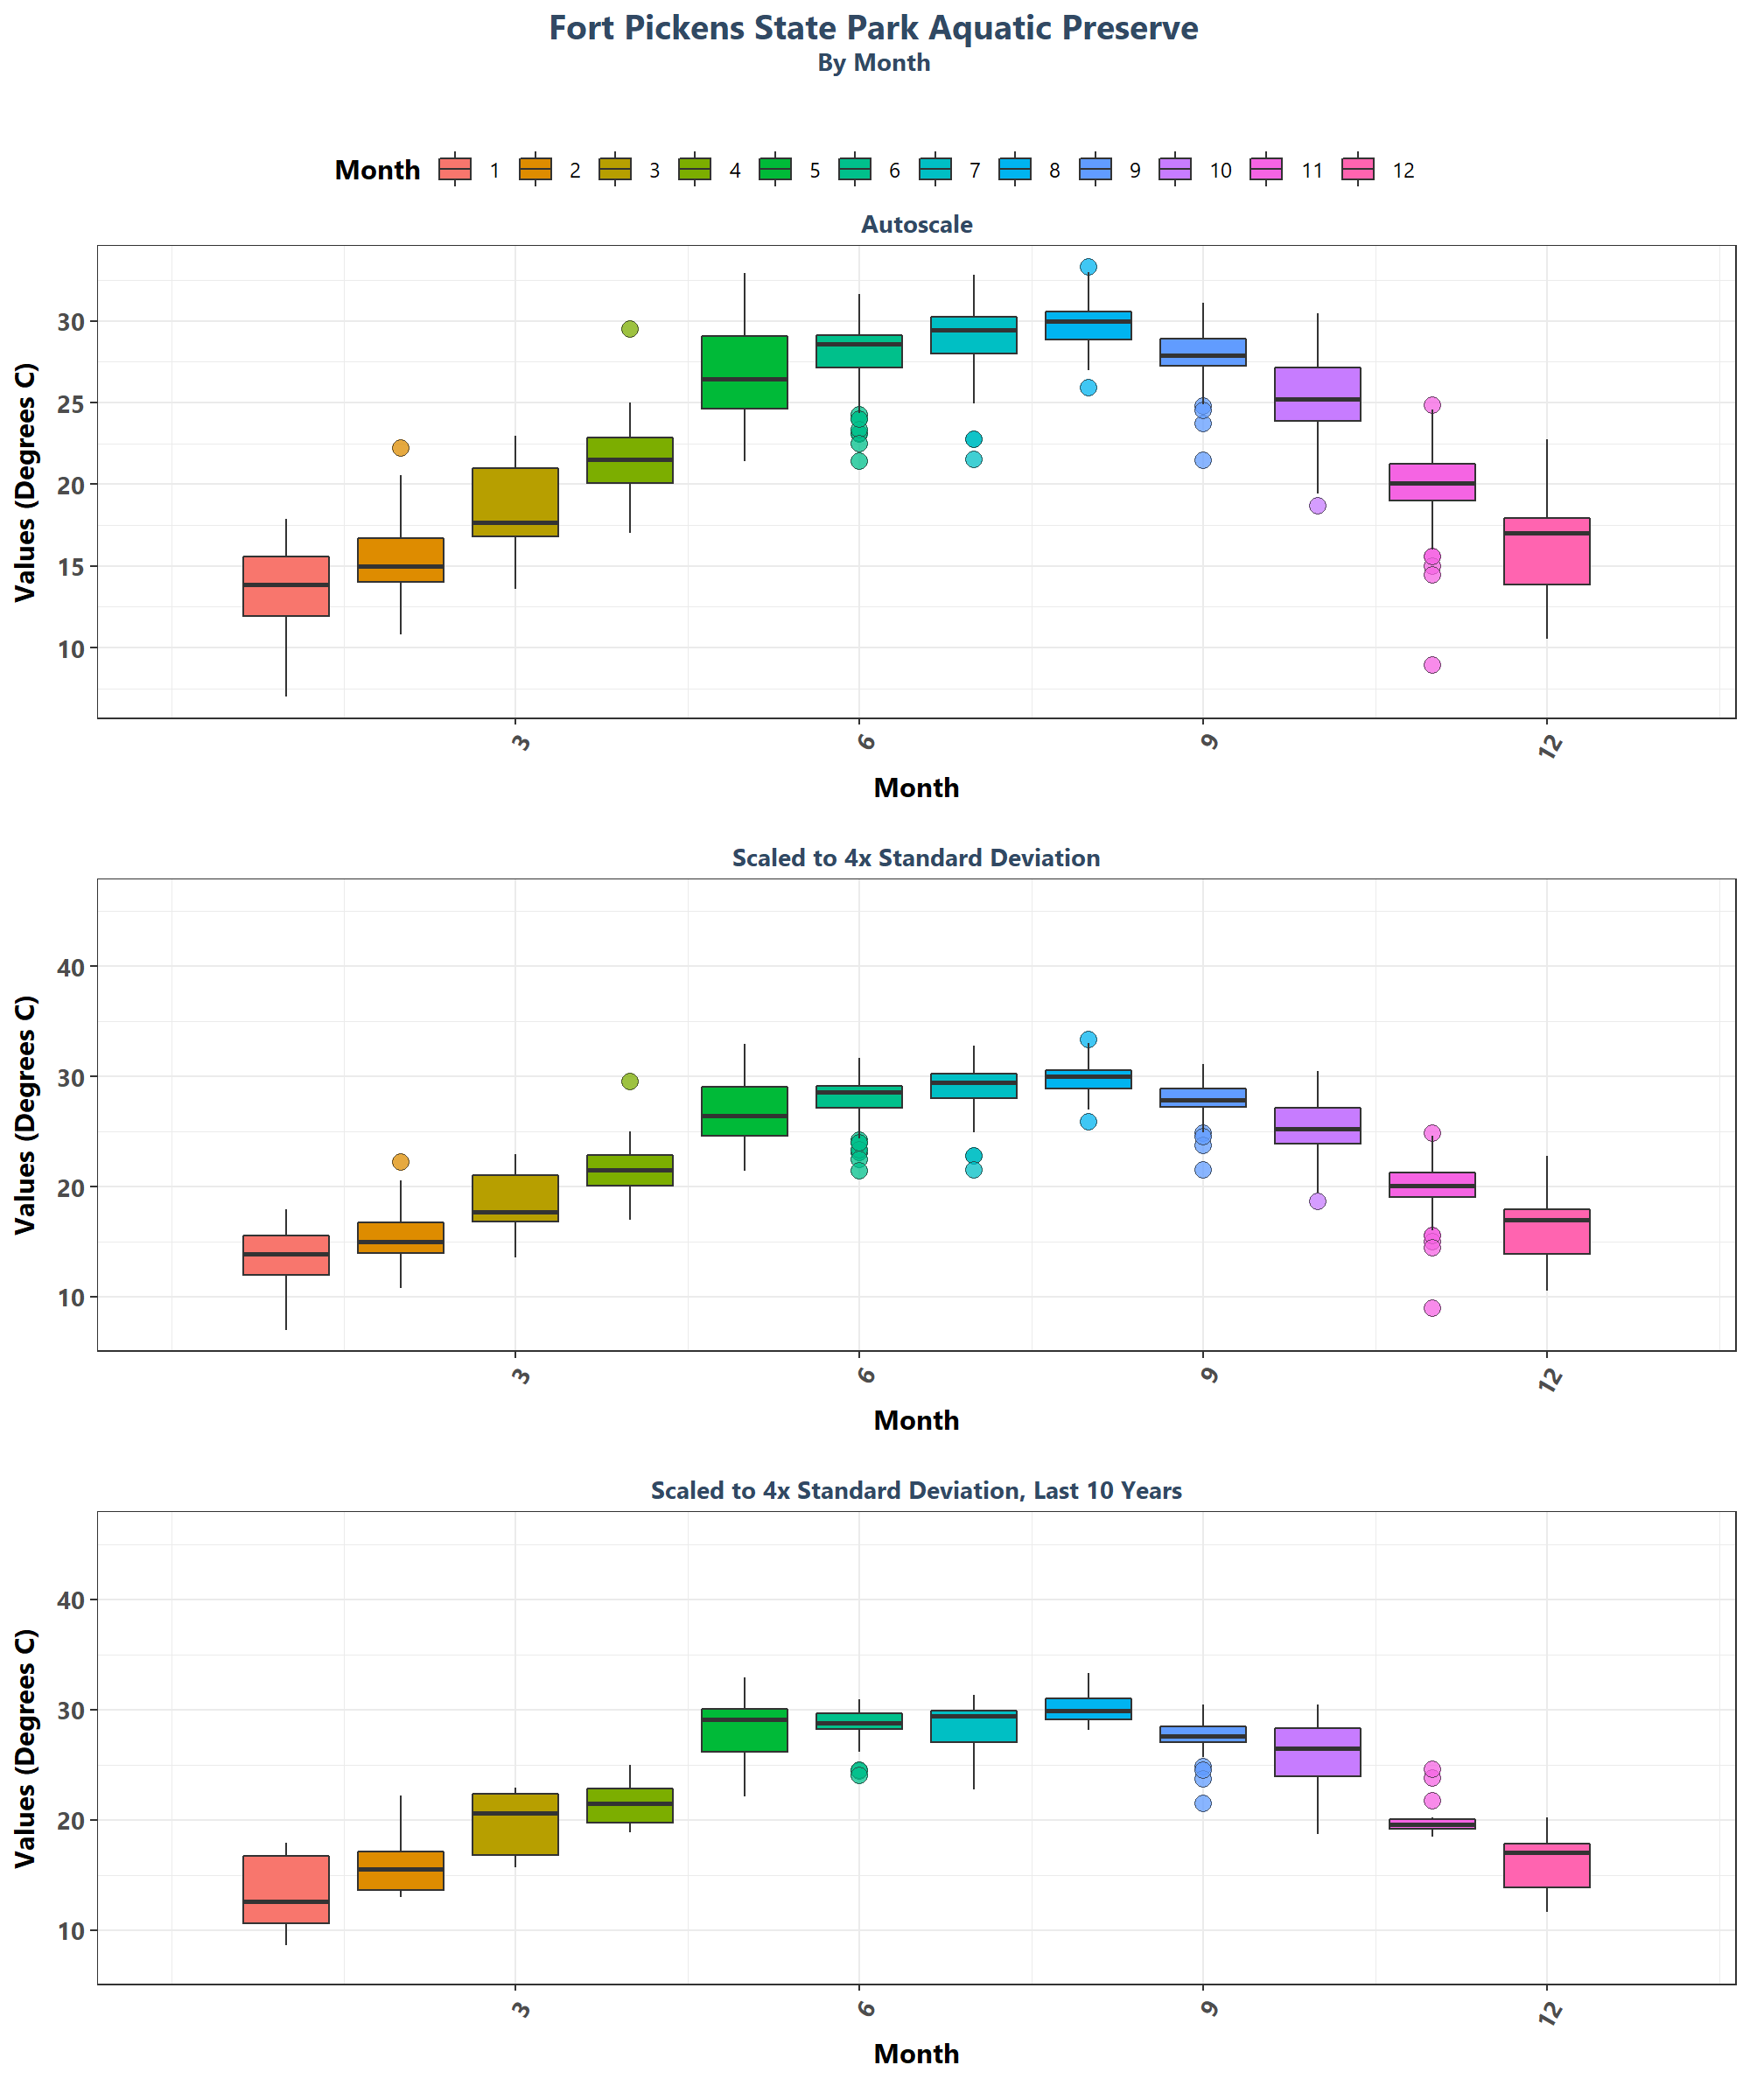 Fort Pickens State Park Aquatic Preserve
By Month
Month 1 2 3 4 5 6 7 8 9 10 11 12
Autoscale
Values (Degrees C)
30
25
20
15
10
3 6 9 12
Month
Scaled to 4x Standard Deviation
Values (Degrees C)
40
30
20
10
3 6 9 12
Month
Scaled to 4x Standard Deviation, Last 10 Years
Values (Degrees C)
40
30
20
10
3 6 9 12
Month